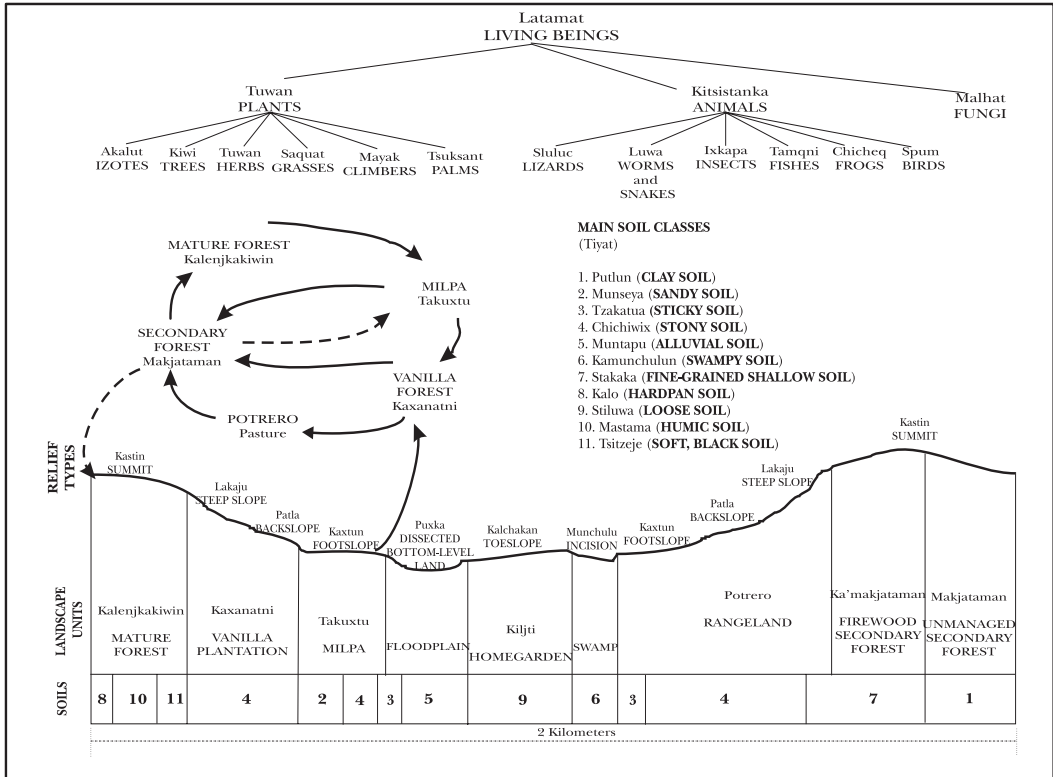 Latamat
LIVING BEINGS
Tuwan
PLANTS
Kitsistanka
ANIMALS
Malhat
FUNGI
Akalut
IZOTES
Kiwi
TREES
Tuwan
HERBS
Saquat
GRASSES
Mayak
CLIMBERS
Tsuksant
PALMS
Sluluc
LIZARDS
Luwa
WORMS
and
SNAKES
Ixkapa
INSECTS
Tamqni
FISHES
Chicheq
FROGS
Spum
BIRDS
MATURE FOREST
Kalenjkakiwin
MILPA
Takuxtu
SECONDARY
FOREST
Makjataman
VANILLA
FOREST
Kaxanatni
POTRERO
Pasture
MAIN SOIL CLASSES
(Tiyat)
1. Putlun (CLAY SOIL)
2. Munseya (SANDY SOIL)
3. Tzakatua (STICKY SOIL)
4. Chichiwix (STONY SOIL)
5. Muntapu (ALLUVIAL SOIL)
6. Kamunchulun (SWAMPY SOIL)
7. Stakaka (FINE-GRAINED SHALLOW SOIL)
8. Kalo (HARDPAN SOIL)
9. Stiluwa (LOOSE SOIL)
10. Mastama (HUMIC SOIL)
11. Tsitzeje (SOFT, BLACK SOIL)
RELIEF
TYPES
Kastin
SUMMIT
Lakaju
STEEP SLOPE
Patla
BACKSLOPE
Kaxtun
FOOTSLOPE
Puxka
DISSECTED
BOTTOM-LEVEL
LAND
Kalchakan
TOESLOPE
Munchulu
INCISION
Kaxtun
FOOTSLOPE
Patla
BACKSLOPE
Lakaju
STEEP SLOPE
Kastin
SUMMIT
LANDSCAPE
UNITS
Kalenjkakiwin
MATURE
FOREST
Kaxanatni
VANILLA
PLANTATION
Takuxtu
MILPA
FLOODPLAIN
Kiljti
HOMEGARDEN
SWAMP
Potrero
RANGELAND
Ka'makjataman
FIREWOOD
SECONDARY
FOREST
Makjataman
UNMANAGED
SECONDARY
FOREST
SOILS
8 10 11 4 2 4 3 5 9 6 3 4 7 1
2 Kilometers